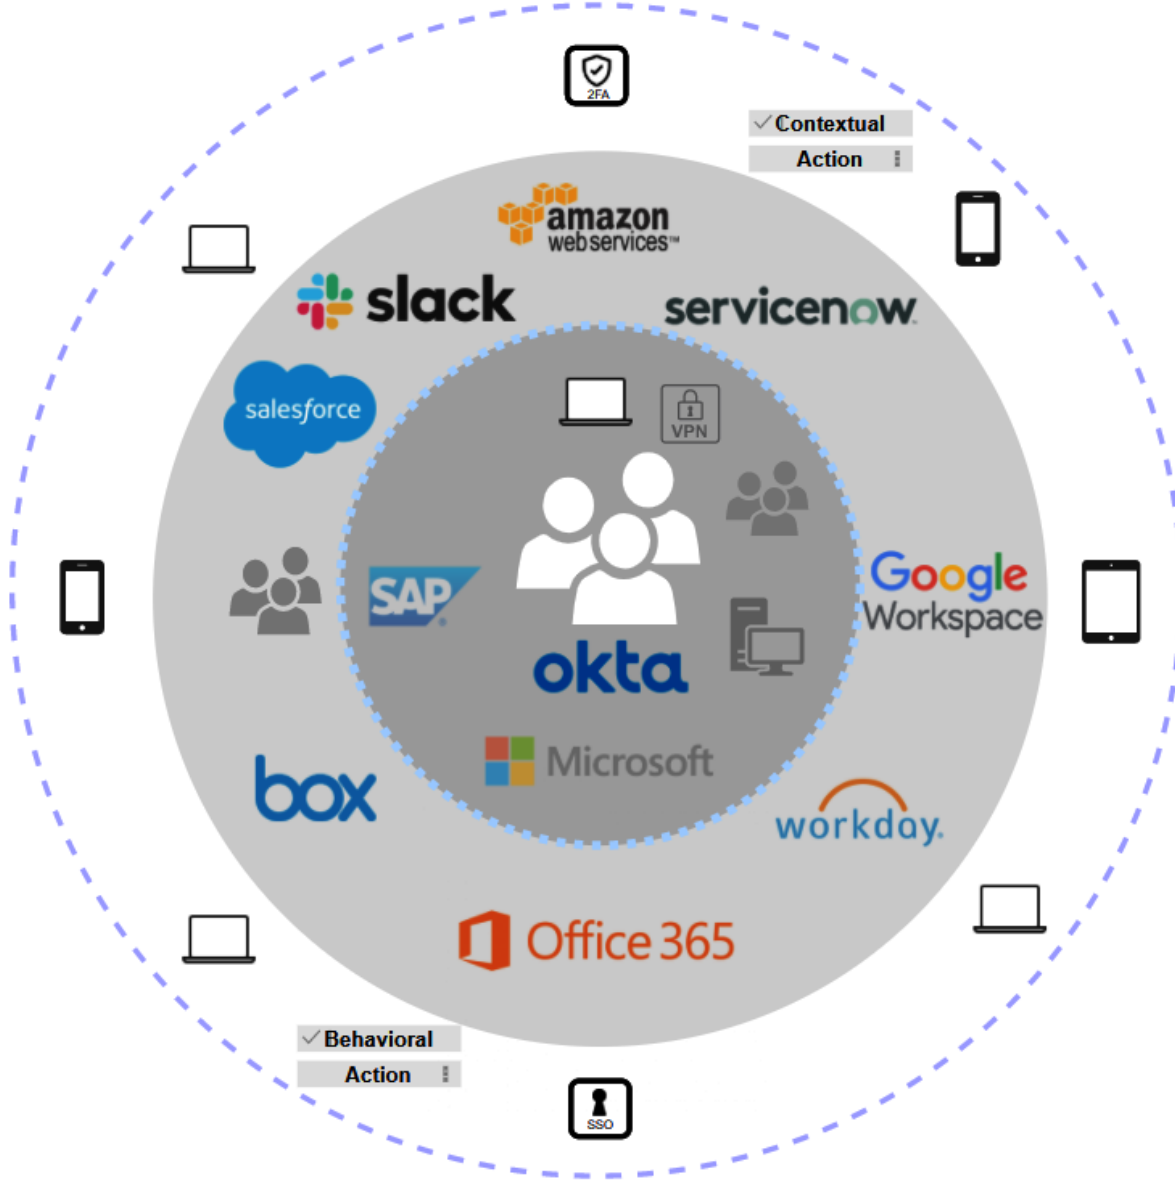 2FA
Contextual
Action
amazon
web services™
slack
servicenow
salesforce
VPN
SAP
Google
Workspace
okta
Microsoft
box
workday.
Office 365
Behavioral
Action
SSO